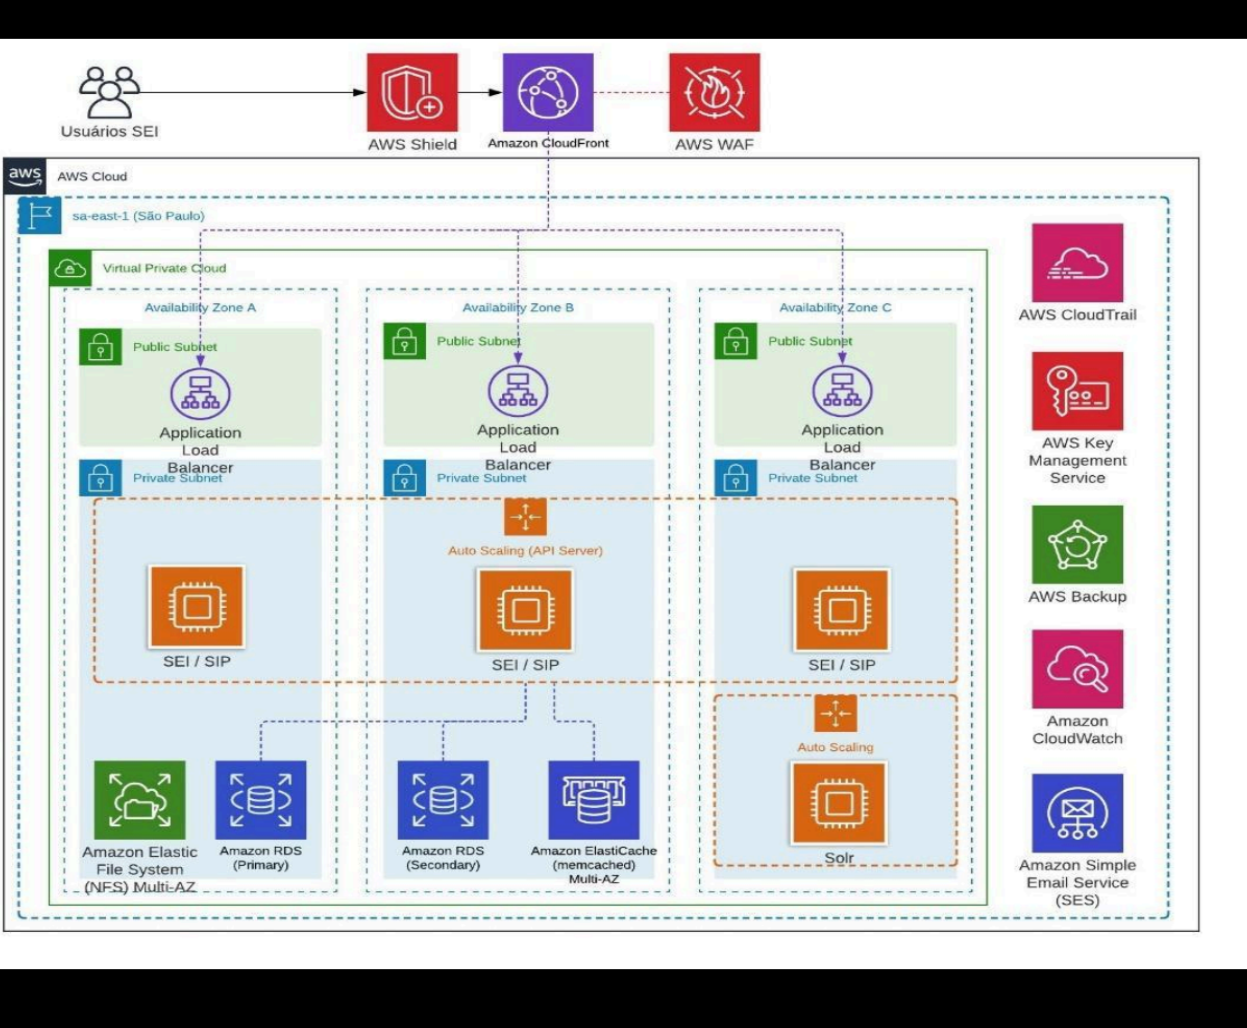 Usuários SEI
AWS Shield
Amazon CloudFront
AWS WAF
aws
AWS Cloud
sa-east-1 (São Paulo)
Virtual Private Cloud
Availability Zone A
Availability Zone B
Availability Zone C
Public Subnet
Public Subnet
Public Subnet
Application
Load
Balancer
Application
Load
Balancer
Application
Load
Balancer
Private Subnet
Private Subnet
Private Subnet
Auto Scaling (API Server)
SEI / SIP
SEI / SIP
SEI / SIP
Auto Scaling
Solr
Amazon Elastic
File System
(NFS) Multi-AZ
Amazon RDS
(Primary)
Amazon RDS
(Secondary)
Amazon ElastiCache
(memcached)
Multi-AZ
AWS CloudTrail
AWS Key
Management
Service
AWS Backup
Amazon
CloudWatch
Amazon Simple
Email Service
(SES)